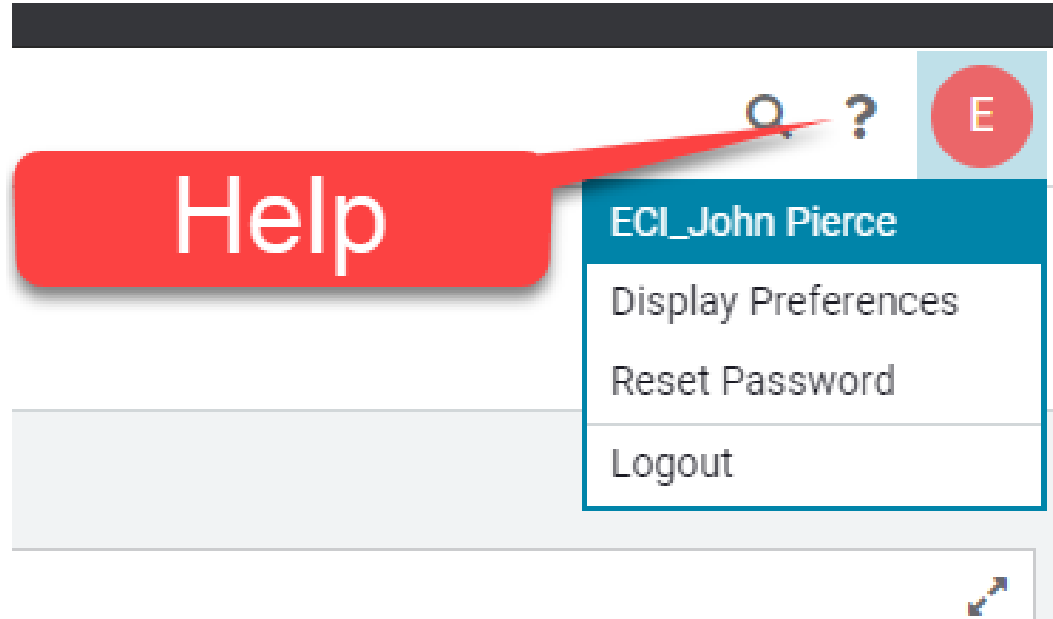 ?
E
Help
ECI_John Pierce
Display Preferences
Reset Password
Logout